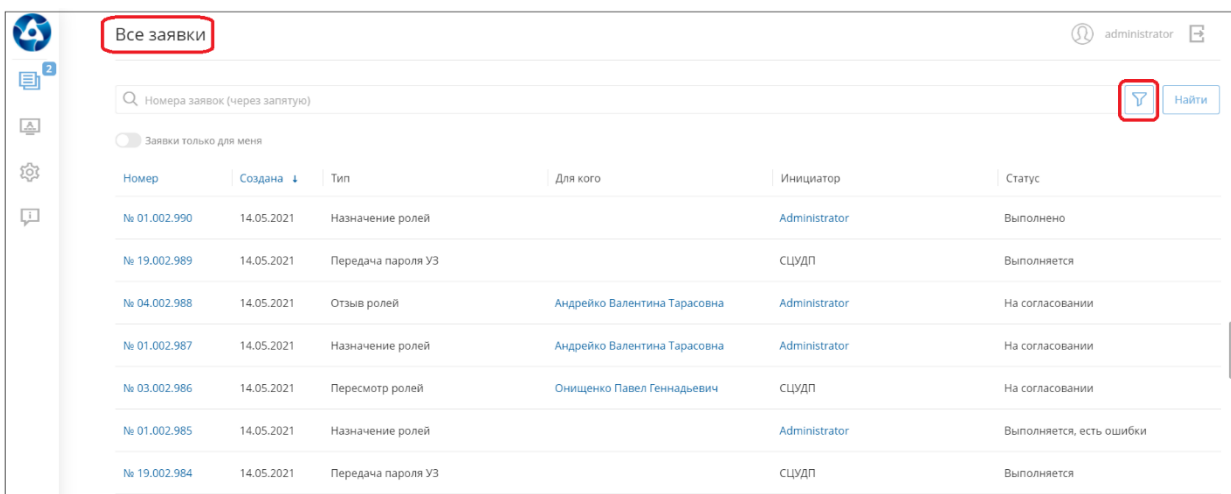 Все заявки
administrator
2
Номера заявок (через запятую)
Найти
Заявки только для меня
Номер Создана ↓ Тип Для кого Инициатор Статус
№ 01.002.990 14.05.2021 Назначение ролей Administrator Выполнено
№ 19.002.989 14.05.2021 Передача пароля УЗ СЦУДП Выполняется
№ 04.002.988 14.05.2021 Отзыв ролей Андрейко Валентина Тарасовна Administrator На согласовании
№ 01.002.987 14.05.2021 Назначение ролей Андрейко Валентина Тарасовна Administrator На согласовании
№ 03.002.986 14.05.2021 Пересмотр ролей Онищенко Павел Геннадьевич СЦУДП На согласовании
№ 01.002.985 14.05.2021 Назначение ролей Administrator Выполняется, есть ошибки
№ 19.002.984 14.05.2021 Передача пароля УЗ СЦУДП Выполняется